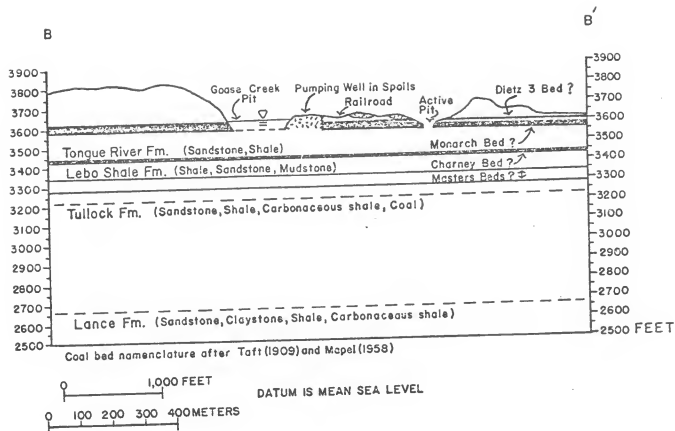 B
B′
3900
3800
3700
3600
3500
3400
3300
3200
3100
3000
2900
2800
2700
2600
2500
Goose Creek
Pit
Pumping Well in Spoils
Railroad
Active
Pit
Dietz 3 Bed ?
Monarch Bed ?
Tongue River Fm. (Sandstone, Shale)
Charney Bed ?
Lebo Shale Fm. (Shale, Sandstone, Mudstone)
Masters Beds ? ‡
Tullock Fm. (Sandstone, Shale, Carbonaceous shale, Coal)
Lance Fm. (Sandstone, Claystone, Shale, Carbonaceous shale)
3900
3800
3700
3600
3500
3400
3300
3200
3100
3000
2900
2800
2700
2600
2500 FEET
Coal bed nomenclature after Taft (1909) and Mapel (1958)
0 1,000 FEET
DATUM IS MEAN SEA LEVEL
0 100 200 300 400 METERS